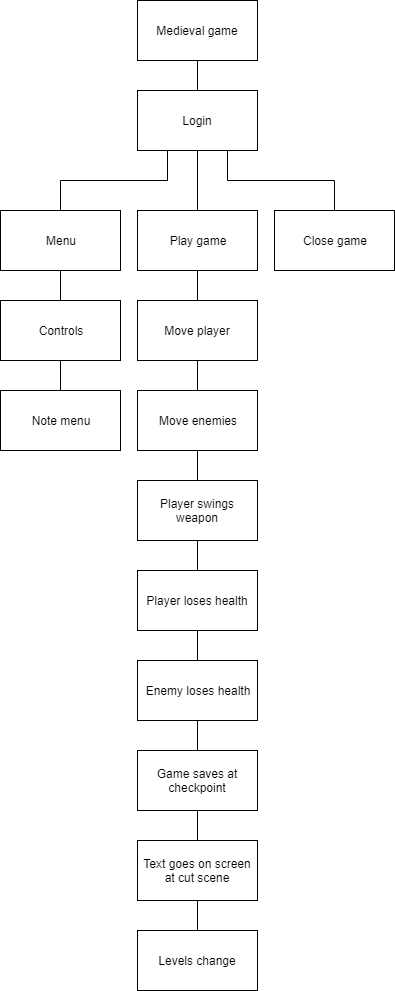 Medieval game
Login
Menu
Play game
Close game
Controls
Move player
Note menu
Move enemies
Player swings
weapon
Player loses health
Enemy loses health
Game saves at
checkpoint
Text goes on screen
at cut scene
Levels change